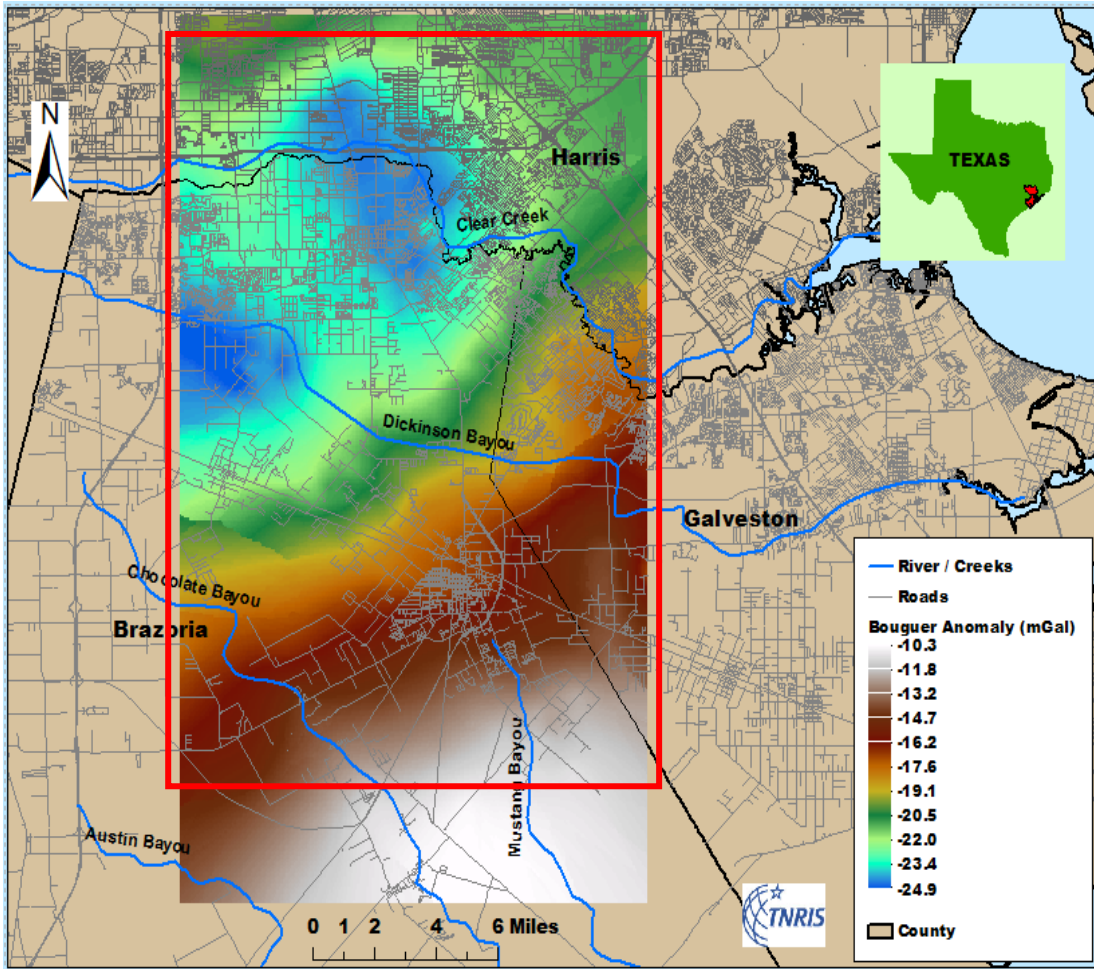 N
TEXAS
Harris
Clear Creek
Dickinson Bayou
Galveston
Chocolate Bayou
Brazoria
Mustang Bayou
Austin Bayou
0 1 2 4 6 Miles
TNRIS
River / Creeks
Roads
Bouguer Anomaly (mGal)
-10.3
-11.8
-13.2
-14.7
-16.2
-17.6
-19.1
-20.5
-22.0
-23.4
-24.9
County